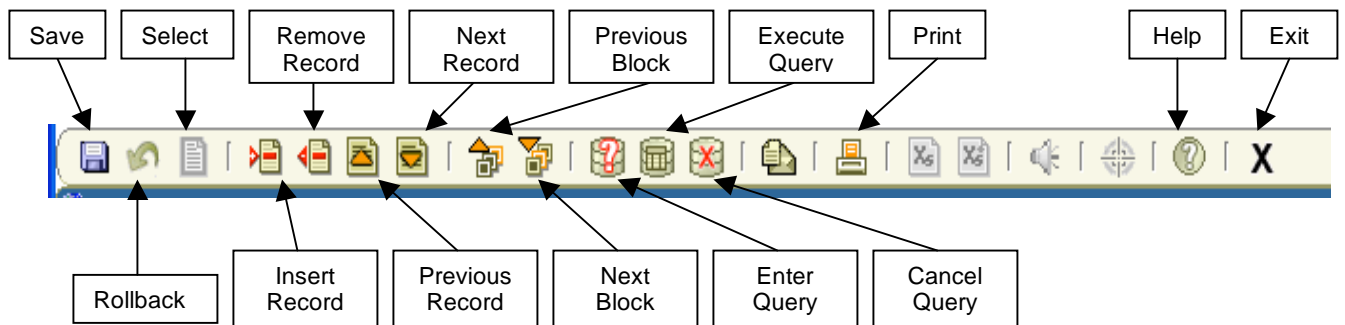 Save
Select
Remove
Record
Next
Record
Previous
Block
Execute
Query
Print
Help
Exit
X
Rollback
Insert
Record
Previous
Record
Next
Block
Enter
Query
Cancel
Query